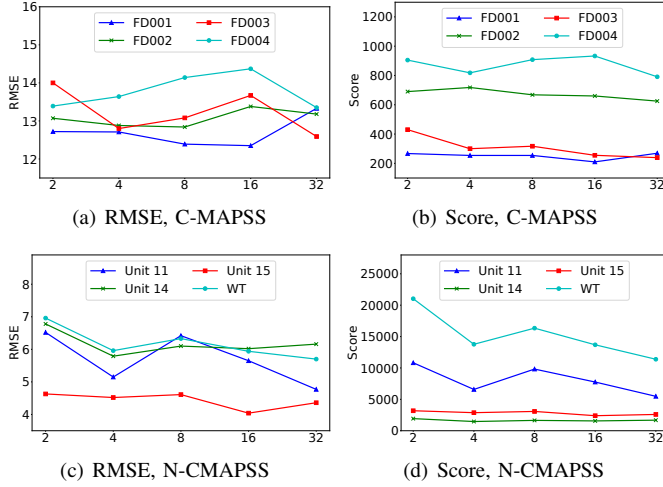 16
15
14
13
12
RMSE
FD001
FD003
FD002
FD004
2
4
8
16
32
(a) RMSE, C-MAPSS
1200
1000
800
600
400
200
Score
FD001
FD003
FD002
FD004
2
4
8
16
32
(b) Score, C-MAPSS
8
7
6
5
4
RMSE
Unit 11
Unit 15
Unit 14
WT
2
4
8
16
32
(c) RMSE, N-CMAPSS
25000
20000
15000
10000
5000
0
Score
Unit 11
Unit 15
Unit 14
WT
2
4
8
16
32
(d) Score, N-CMAPSS